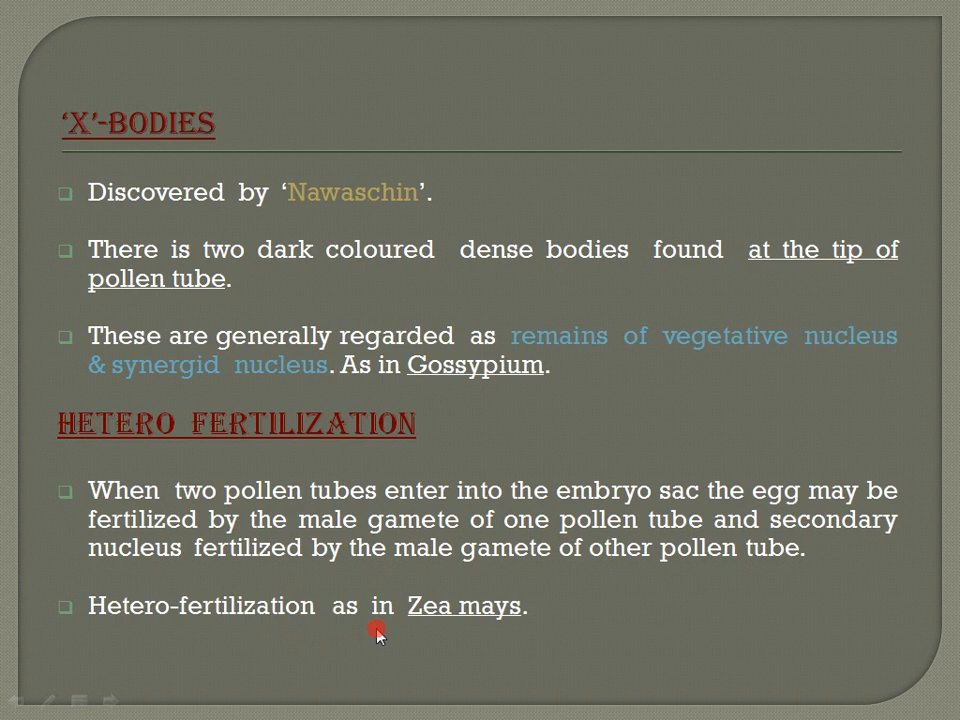 ‘X’-BODIES
Discovered by ‘Nawaschin’.
There is two dark coloured dense bodies found at the tip of
pollen tube.
These are generally regarded as remains of vegetative nucleus
& synergid nucleus. As in Gossypium.
HETERO FERTILIZATION
When two pollen tubes enter into the embryo sac the egg may be
fertilized by the male gamete of one pollen tube and secondary
nucleus fertilized by the male gamete of other pollen tube.
Hetero-fertilization as in Zea mays.